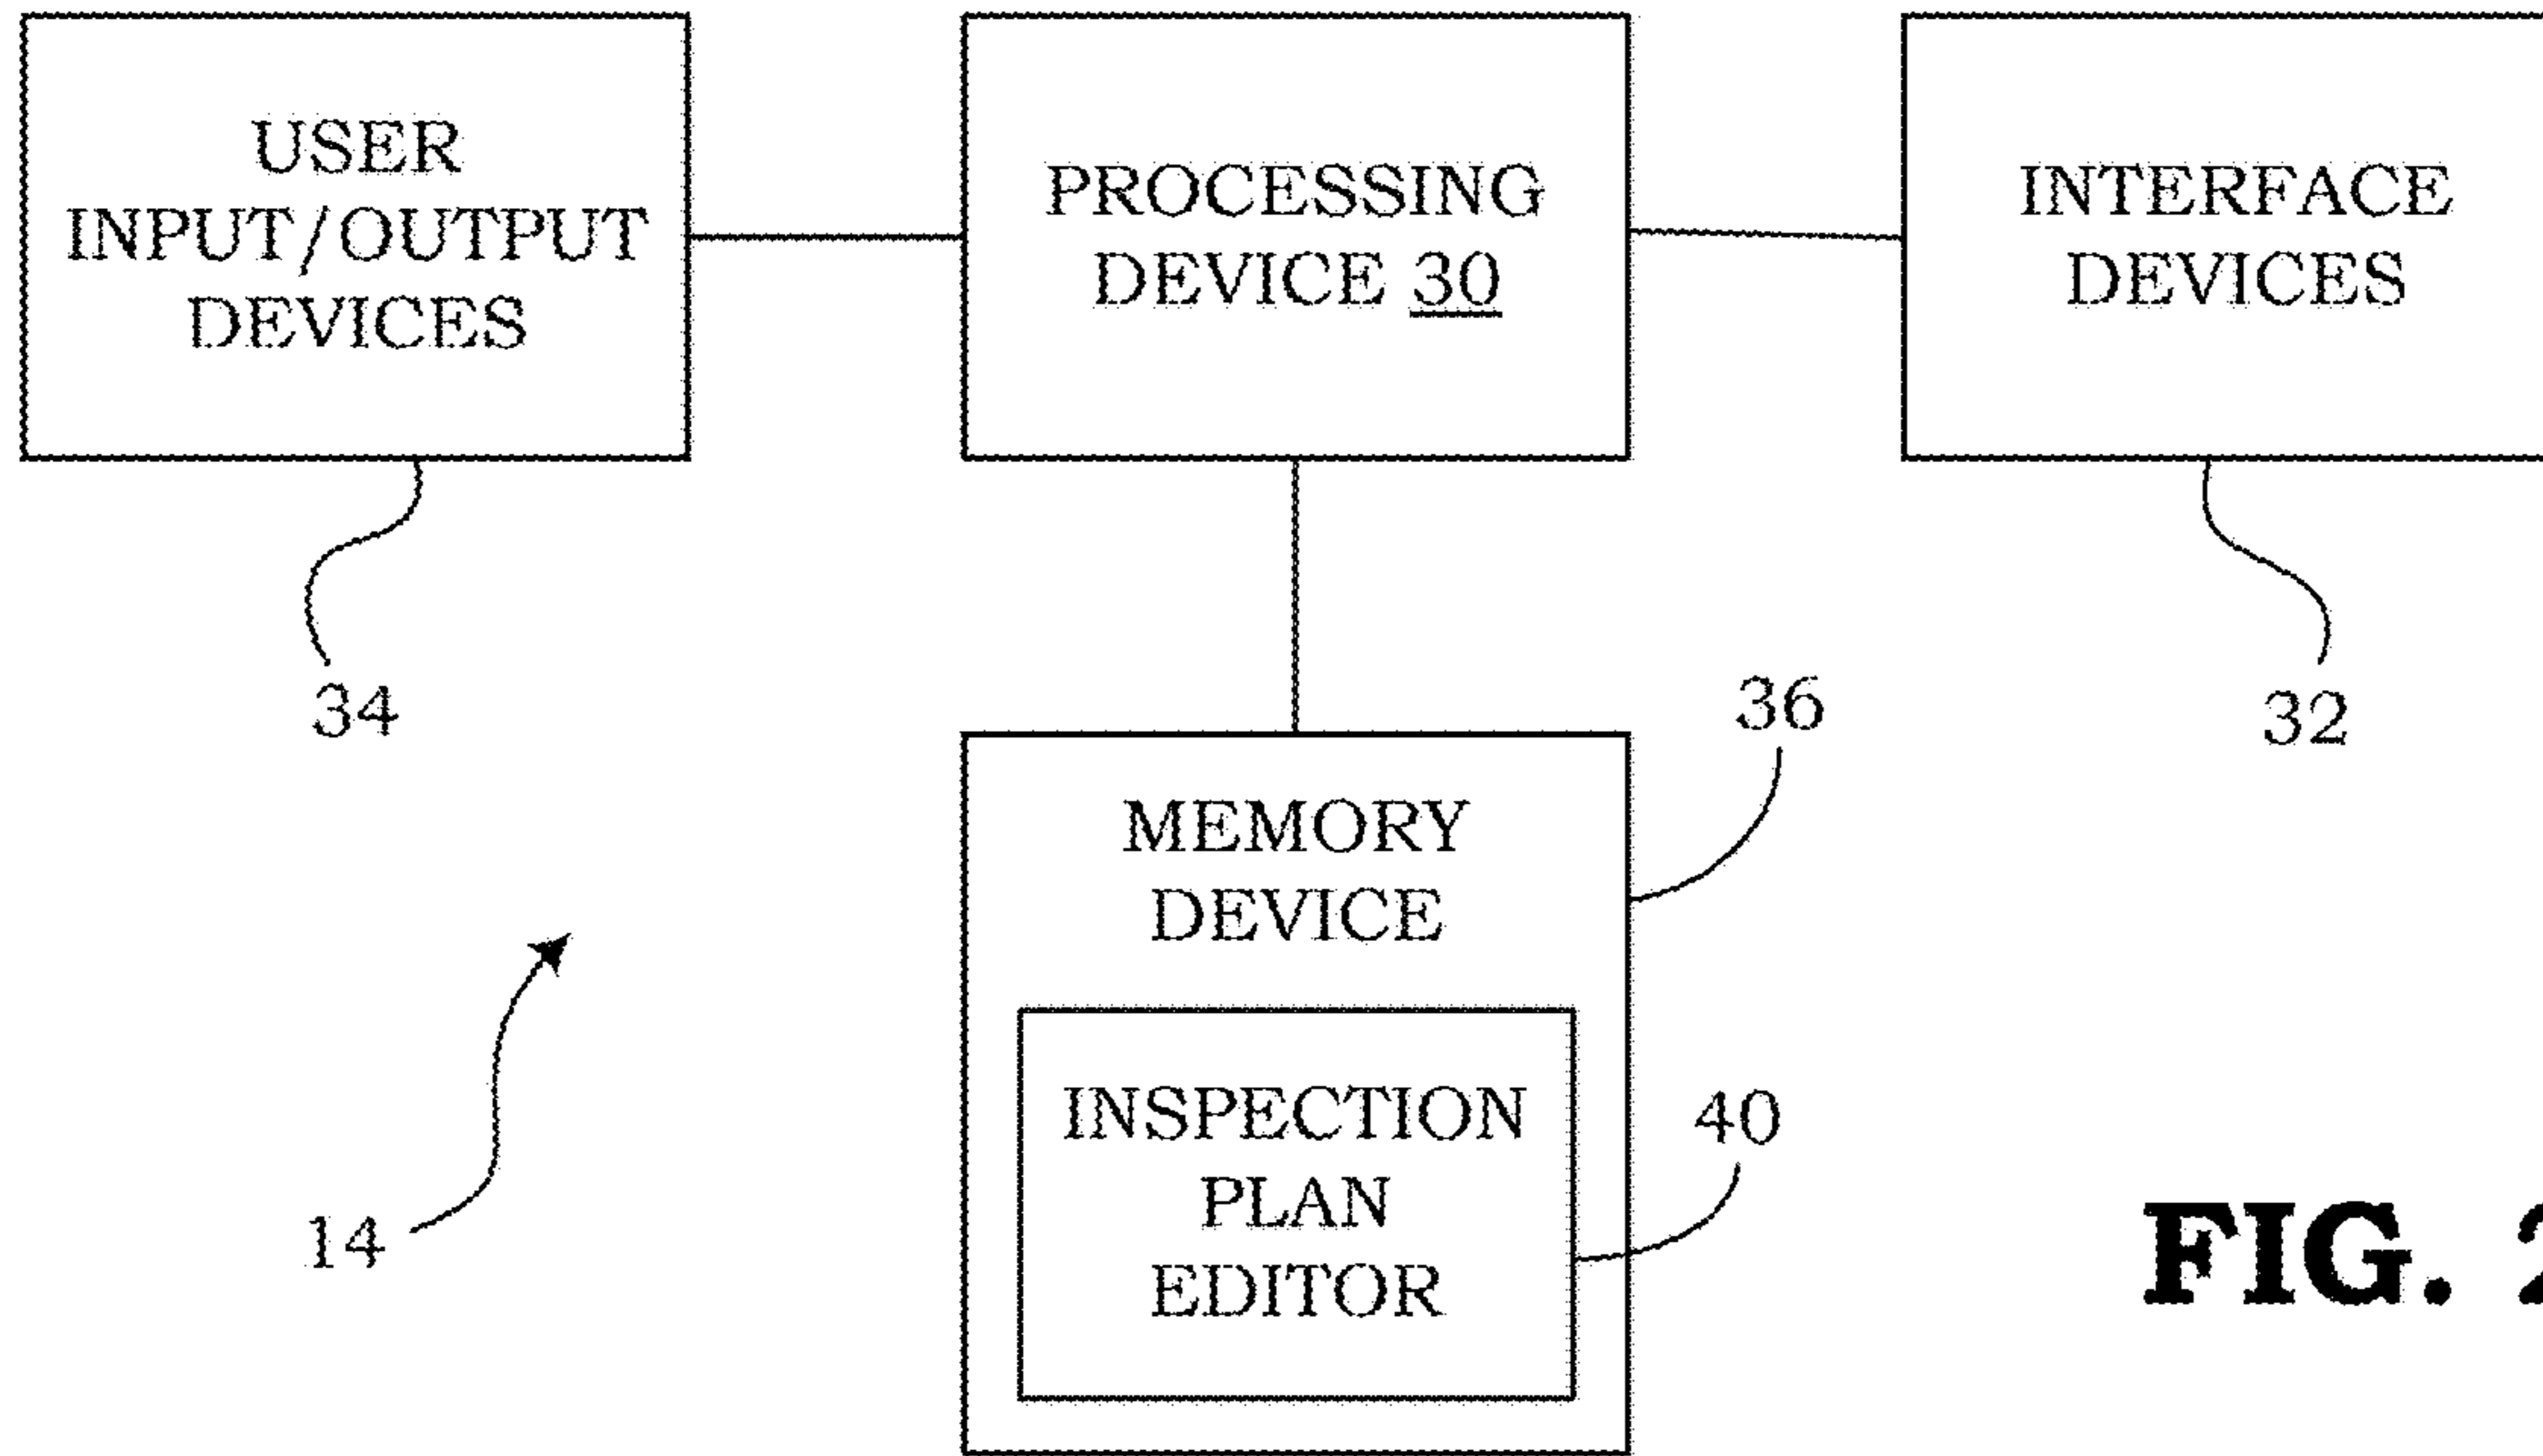 USER
INPUT/OUTPUT
DEVICES
PROCESSING
DEVICE 30
INTERFACE
DEVICES
34
36
32
MEMORY
DEVICE
INSPECTION
PLAN
EDITOR
40
14
FIG. 2